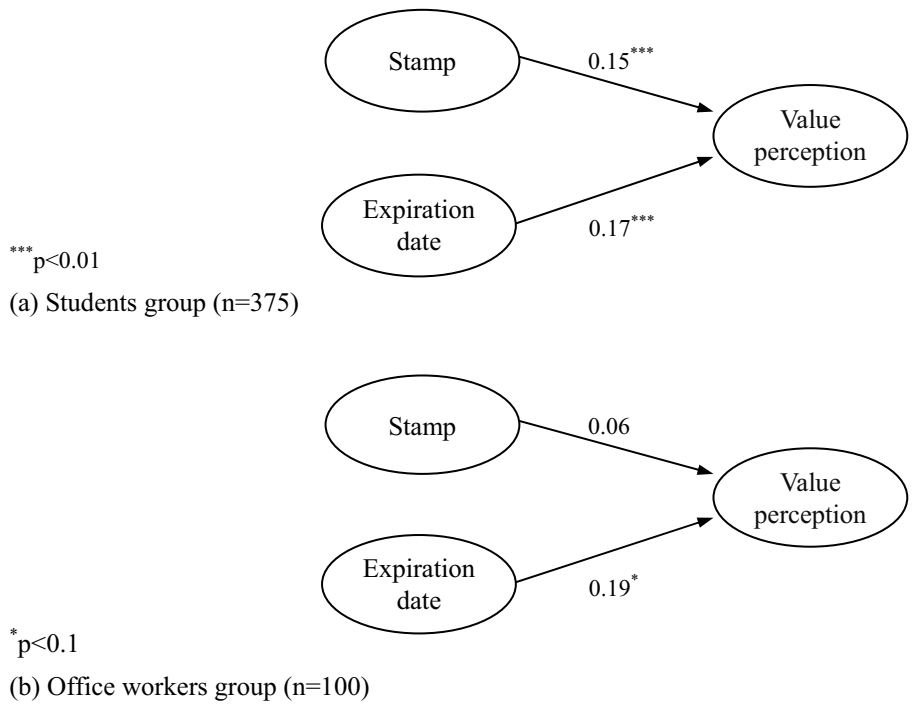 Stamp
0.15***
Value
perception
Expiration
date
0.17***
***p<0.01
(a) Students group (n=375)
Stamp
0.06
Value
perception
Expiration
date
0.19*
*p<0.1
(b) Office workers group (n=100)